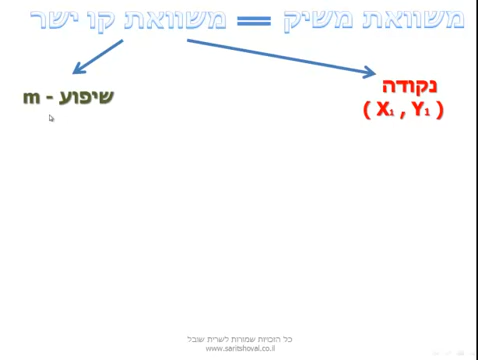 משוואת משיק = משוואת קו ישר
נקודה
( X₁ , Y₁ )
שיפוע - m
כל הזכויות שמורות לשרית שובל
www.saritshoval.co.il